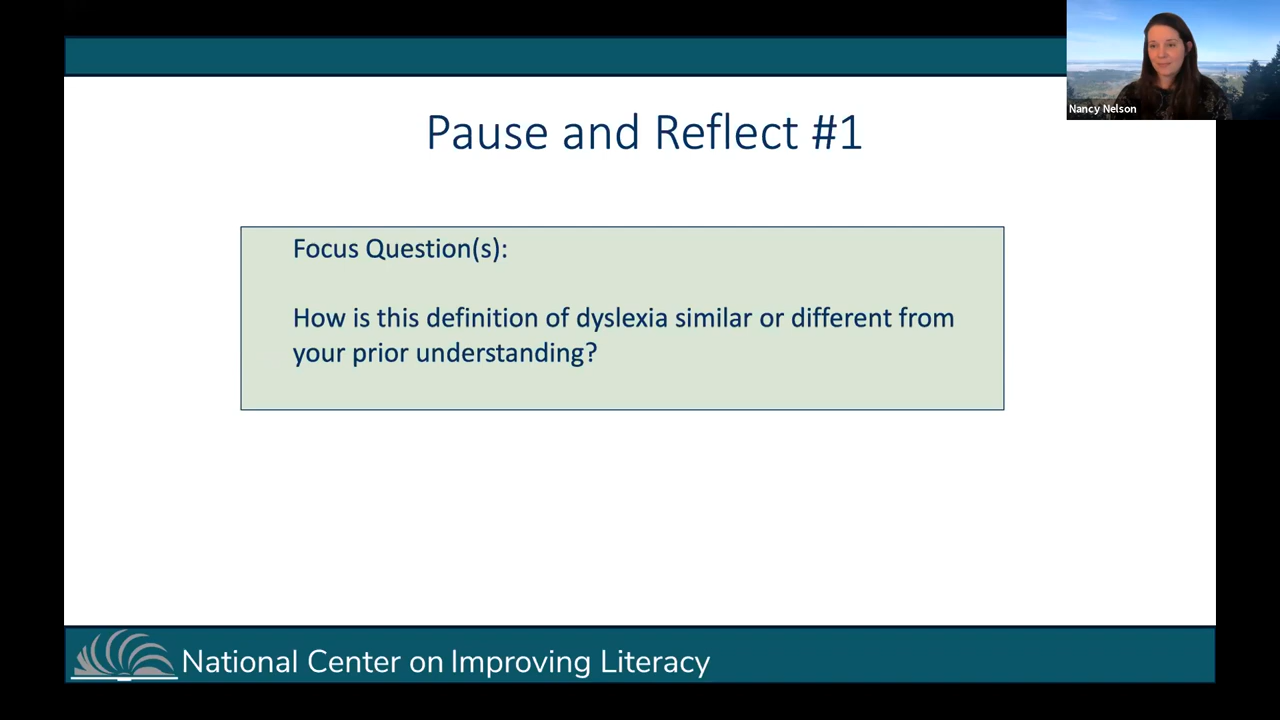 Nancy Nelson
Pause and Reflect #1
Focus Question(s):
How is this definition of dyslexia similar or different from
your prior understanding?
National Center on Improving Literacy